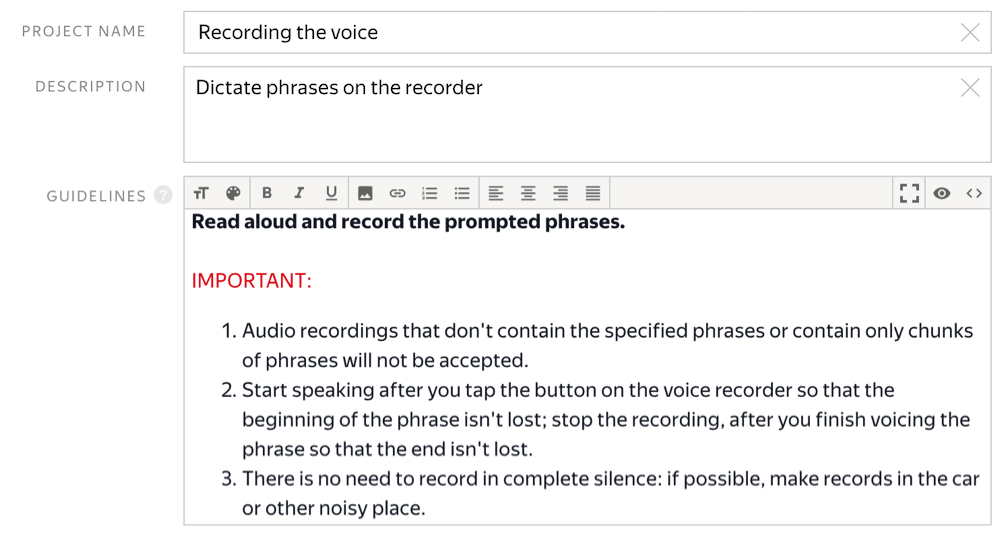 PROJECT NAME
Recording the voice
DESCRIPTION
Dictate phrases on the recorder
GUIDELINES ?
TT B I U
Read aloud and record the prompted phrases.
IMPORTANT:
1. Audio recordings that don't contain the specified phrases or contain only chunks
of phrases will not be accepted.
2. Start speaking after you tap the button on the voice recorder so that the
beginning of the phrase isn't lost; stop the recording, after you finish voicing the
phrase so that the end isn't lost.
3. There is no need to record in complete silence: if possible, make records in the car
or other noisy place.